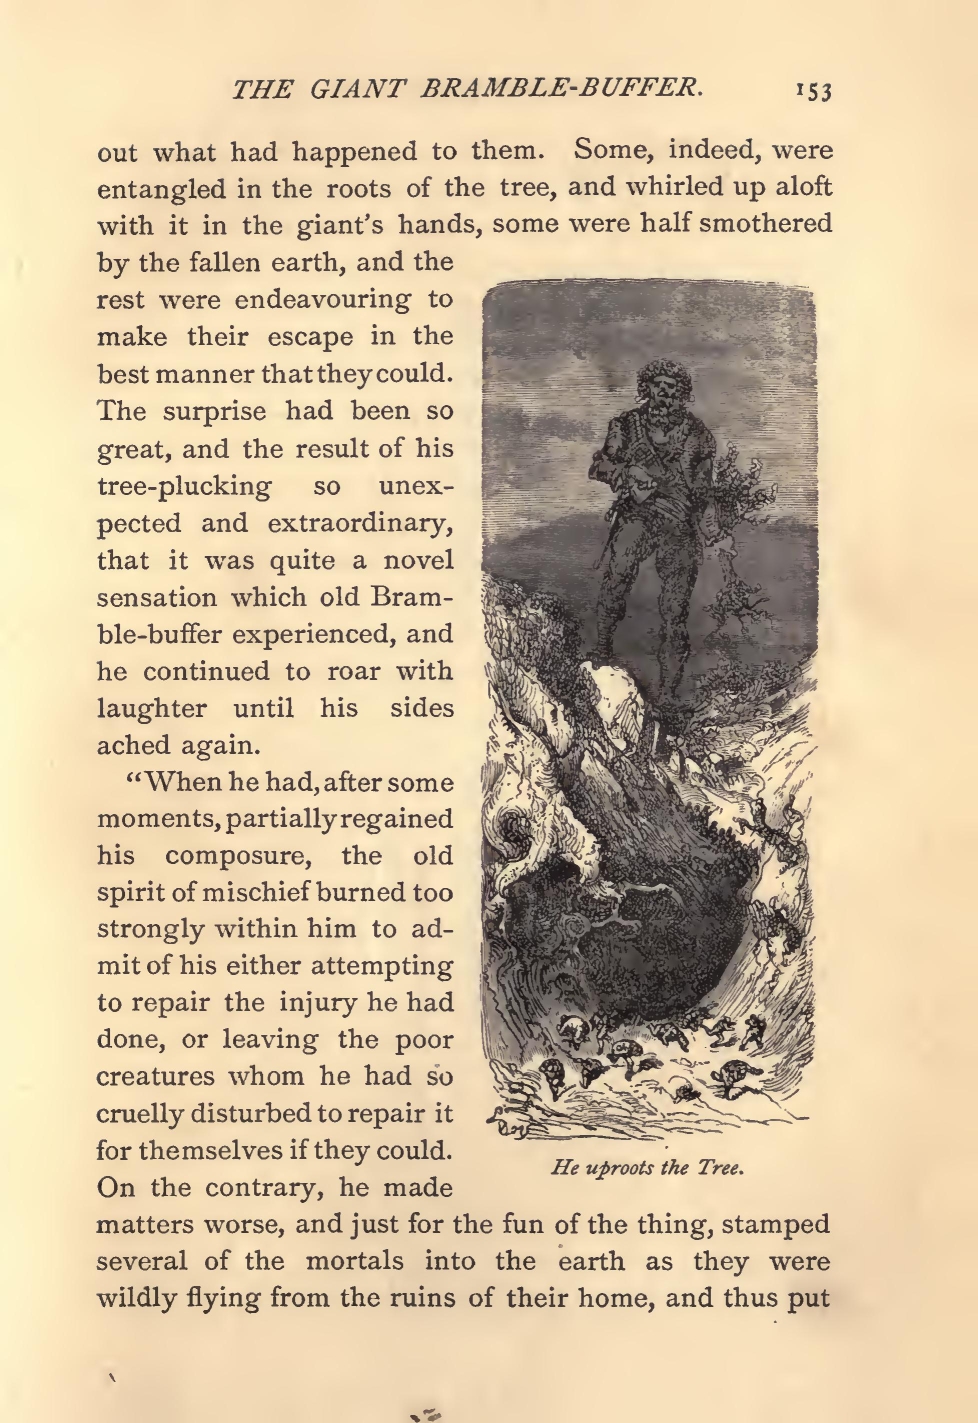 THE GIANT BRAMBLE-BUFFER. 153
out what had happened to them. Some, indeed, were
entangled in the roots of the tree, and whirled up aloft
with it in the giant's hands, some were half smothered
by the fallen earth, and the
rest were endeavouring to
make their escape in the
best manner that they could.
The surprise had been so
great, and the result of his
tree-plucking so unex-
pected and extraordinary,
that it was quite a novel
sensation which old Bram-
ble-buffer experienced, and
he continued to roar with
laughter until his sides
ached again.
“When he had, after some
moments, partially regained
his composure, the old
spirit of mischief burned too
strongly within him to ad-
mit of his either attempting
to repair the injury he had
done, or leaving the poor
creatures whom he had so
cruelly disturbed to repair it
for themselves if they could.
On the contrary, he made
He uproots the Tree.
matters worse, and just for the fun of the thing, stamped
several of the mortals into the earth as they were
wildly flying from the ruins of their home, and thus put